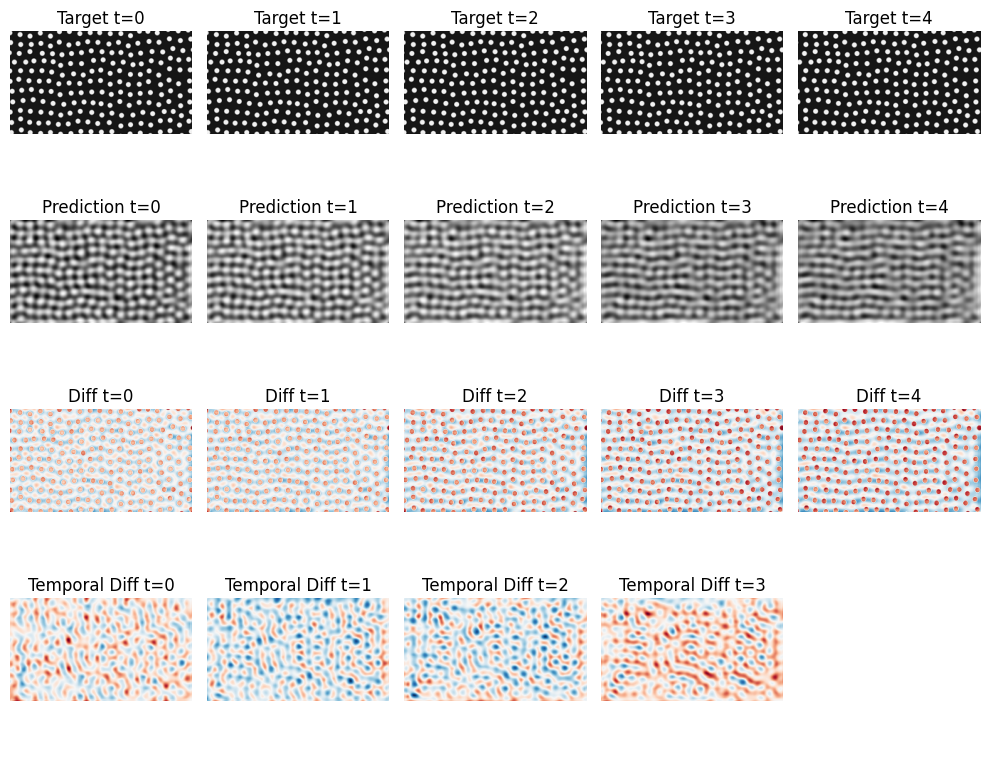 Target t=0 Target t=1 Target t=2 Target t=3 Target t=4
Prediction t=0 Prediction t=1 Prediction t=2 Prediction t=3 Prediction t=4
Diff t=0 Diff t=1 Diff t=2 Diff t=3 Diff t=4
Temporal Diff t=0 Temporal Diff t=1 Temporal Diff t=2 Temporal Diff t=3